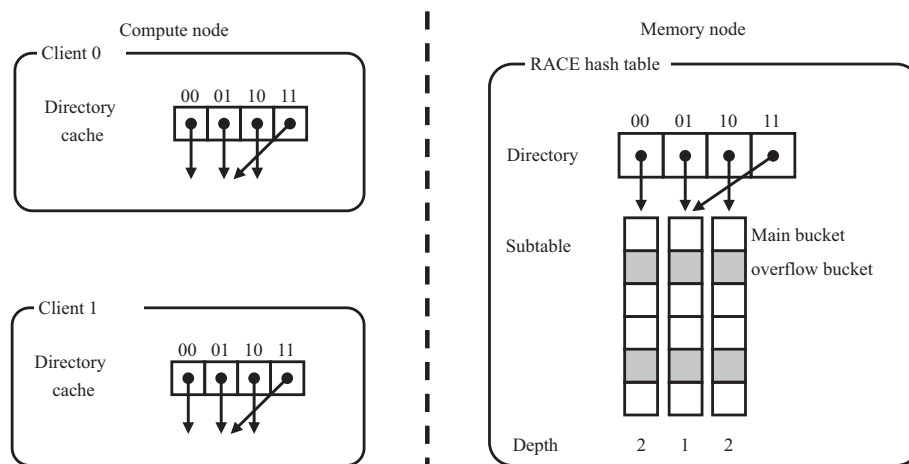 Compute node
Client 0
00 01 10 11
Directory
cache
Client 1
00 01 10 11
Directory
cache
Memory node
RACE hash table
00 01 10 11
Directory
Subtable
Main bucket
overflow bucket
Depth 2 1 2